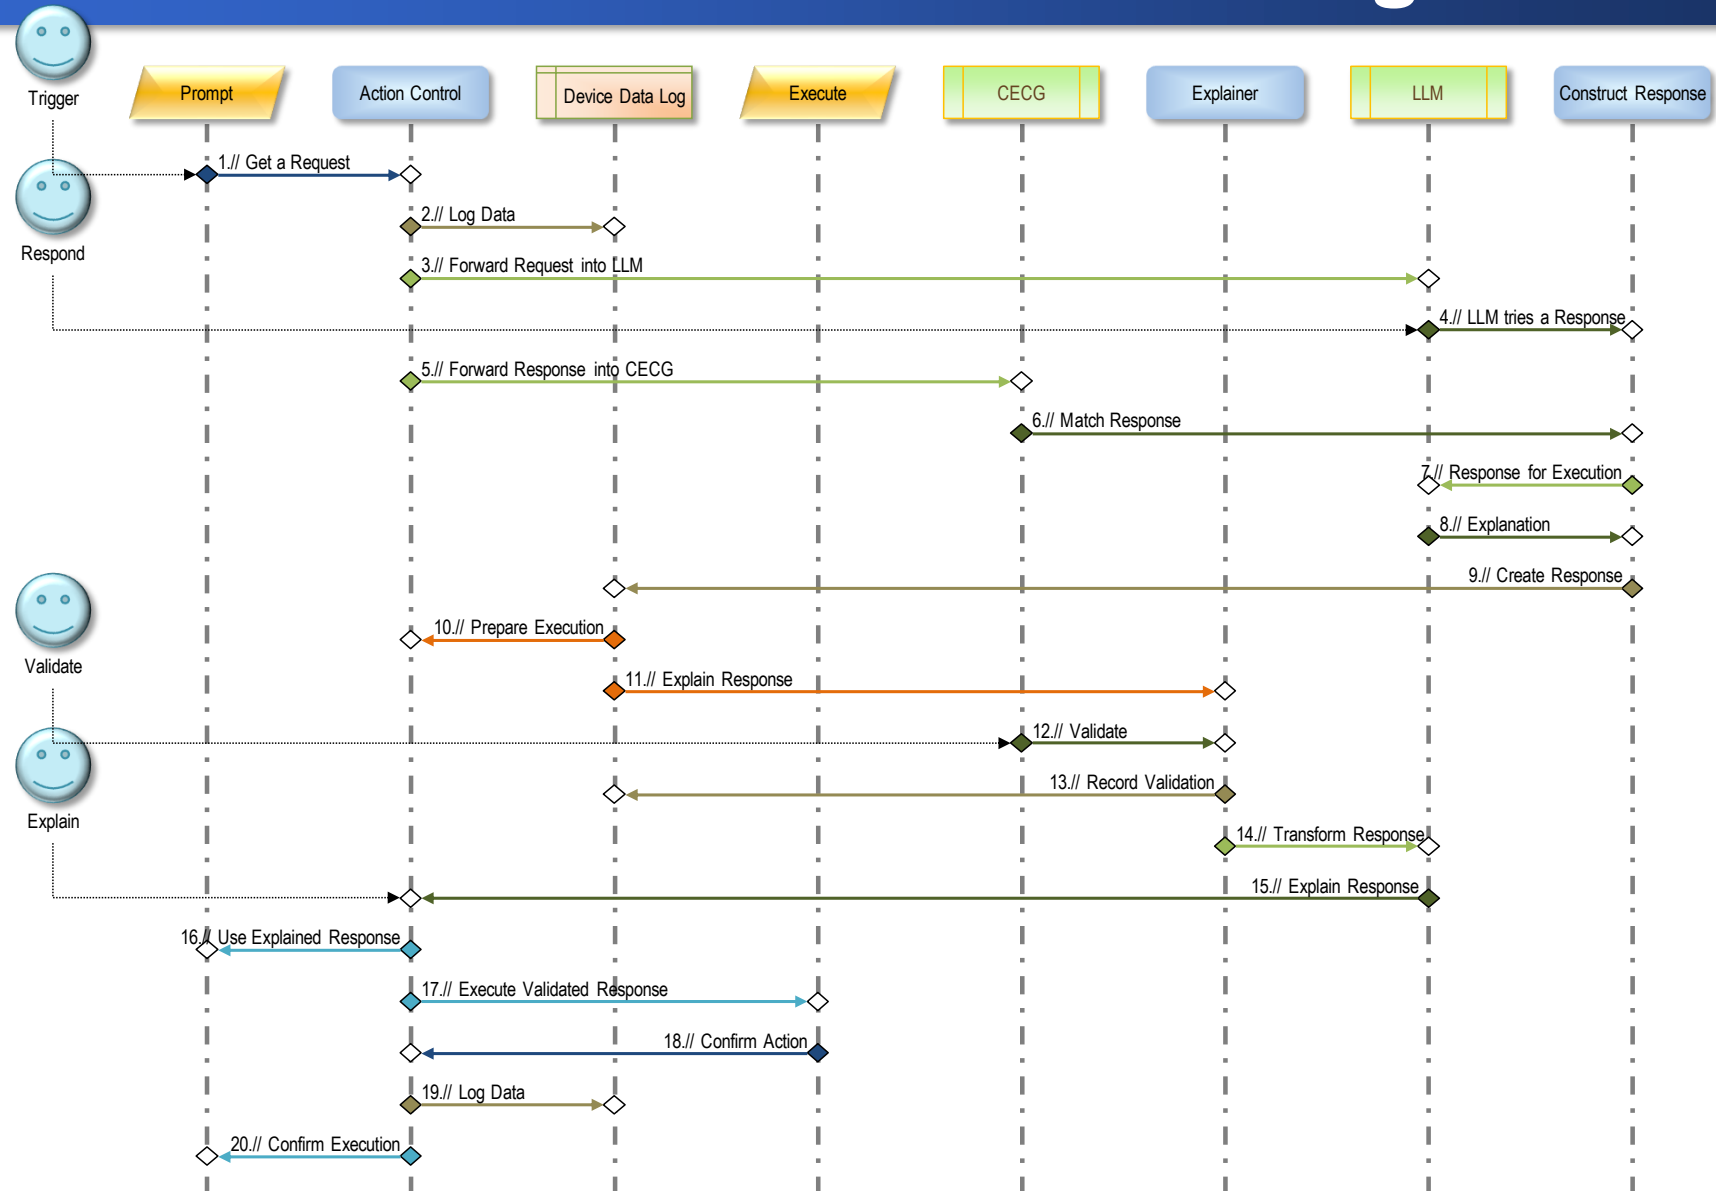 Trigger
Prompt
Action Control
Device Data Log
Execute
CECG
Explainer
LLM
Construct Response
1.// Get a Request
2.// Log Data
Respond
3.// Forward Request into LLM
4.// LLM tries a Response
5.// Forward Response into CECG
6.// Match Response
7.// Response for Execution
8.// Explanation
9.// Create Response
10.// Prepare Execution
Validate
11.// Explain Response
12.// Validate
13.// Record Validation
Explain
14.// Transform Response
15.// Explain Response
16.// Use Explained Response
17.// Execute Validated Response
18.// Confirm Action
19.// Log Data
20.// Confirm Execution